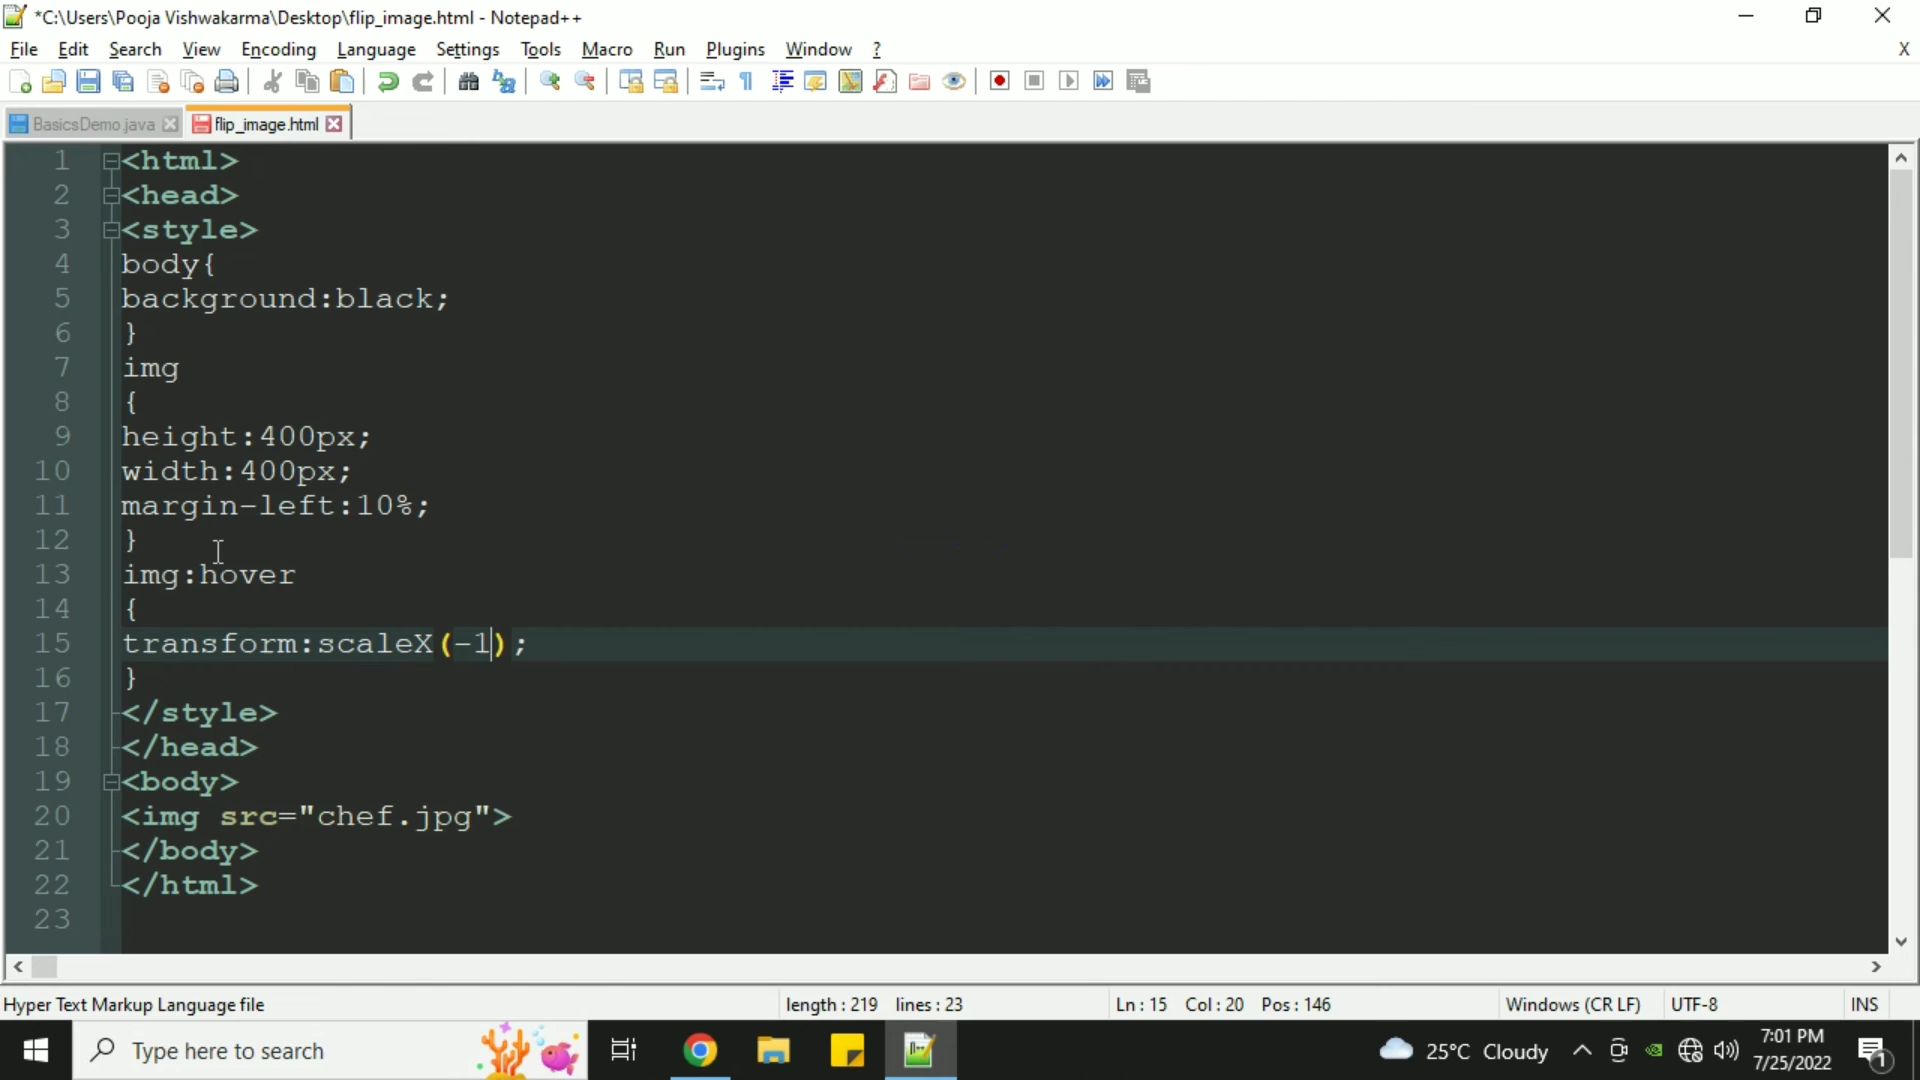 *C:\Users\Pooja Vishwakarma\Desktop\flip_image.html - Notepad++
File Edit Search View Encoding Language Settings Tools Macro Run Plugins Window ? X
BasicsDemo.java flip_image.html
1 <html>
2 <head>
3 <style>
4 body{
5 background:black;
6 }
7 img
8 {
9 height:400px;
10 width:400px;
11 margin-left:10%;
12 }
13 img:hover
14 {
15 transform:scaleX(-1);
16 }
17 </style>
18 </head>
19 <body>
20 <img src="chef.jpg">
21 </body>
22 </html>
23
Hyper Text Markup Language file length : 219 lines : 23 Ln : 15 Col : 20 Pos : 146 Windows (CR LF) UTF-8 INS
Type here to search 25°C Cloudy 7:01 PM
7/25/2022 1